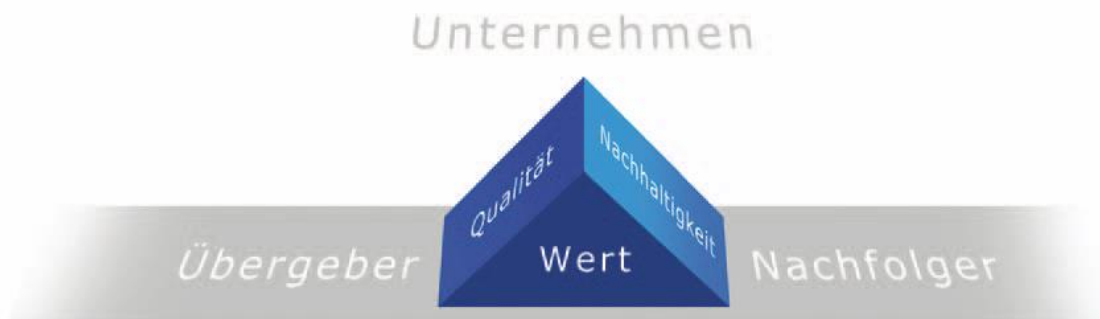 Unternehmen
Qualität
Nachhaltigkeit
Übergeber
Wert
Nachfolger